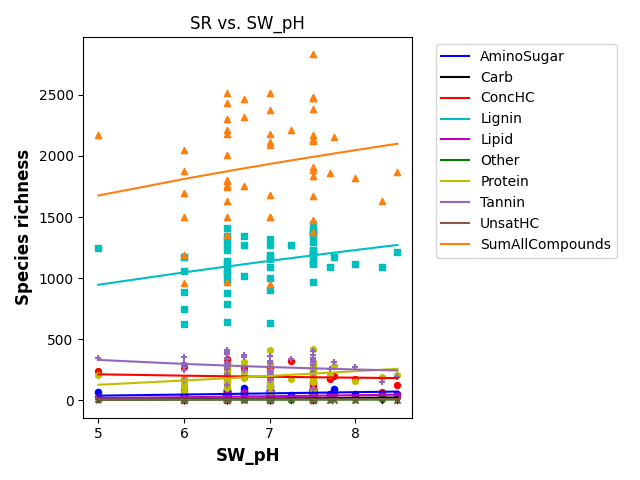 SR vs. SW_pH
Species richness
2500
2000
1500
1000
500
0
5
6
7
8
SW_pH
AminoSugar
Carb
ConcHC
Lignin
Lipid
Other
Protein
Tannin
UnsatHC
SumAllCompounds